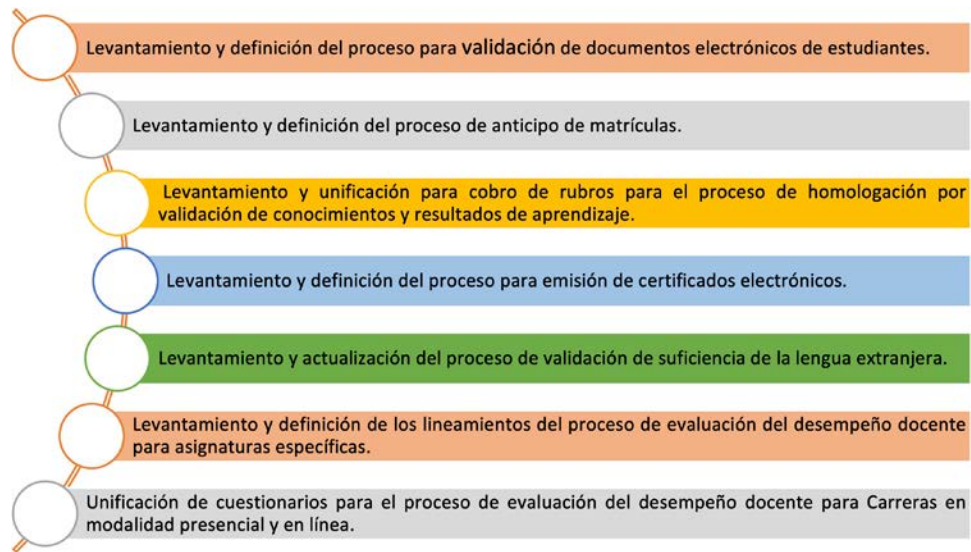 Levantamiento y definición del proceso para validación de documentos electrónicos de estudiantes.
Levantamiento y definición del proceso de anticipo de matrículas.
Levantamiento y unificación para cobro de rubros para el proceso de homologación por
validación de conocimientos y resultados de aprendizaje.
Levantamiento y definición del proceso para emisión de certificados electrónicos.
Levantamiento y actualización del proceso de validación de suficiencia de la lengua extranjera.
Levantamiento y definición de los lineamientos del proceso de evaluación del desempeño docente
para asignaturas específicas.
Unificación de cuestionarios para el proceso de evaluación del desempeño docente para Carreras en
modalidad presencial y en línea.